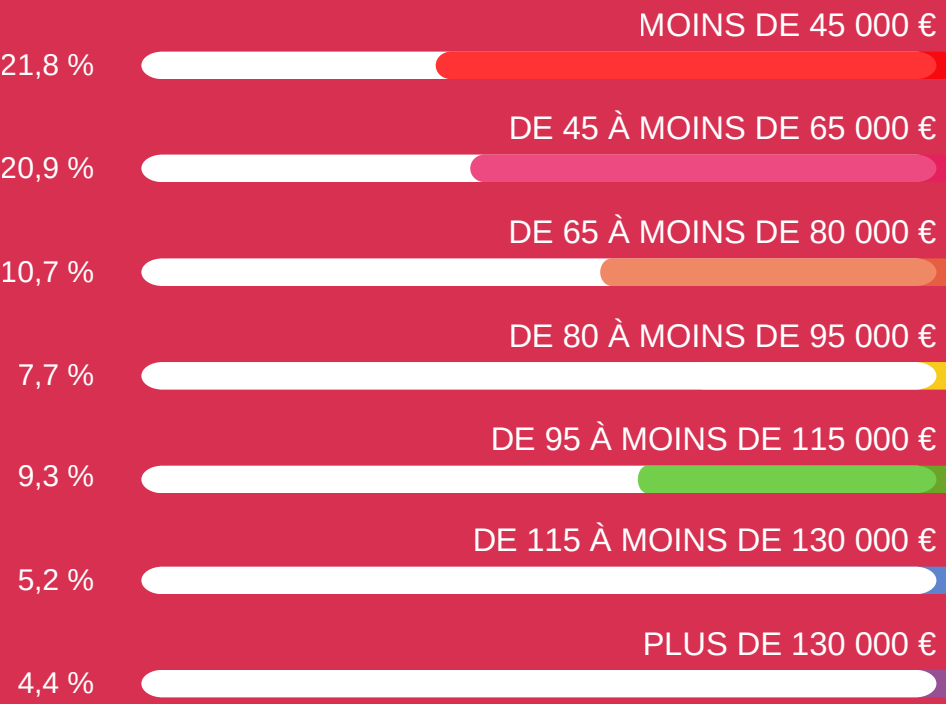 MOINS DE 45 000 €
21,8 %
DE 45 À MOINS DE 65 000 €
20,9 %
DE 65 À MOINS DE 80 000 €
10,7 %
DE 80 À MOINS DE 95 000 €
7,7 %
DE 95 À MOINS DE 115 000 €
9,3 %
DE 115 À MOINS DE 130 000 €
5,2 %
PLUS DE 130 000 €
4,4 %